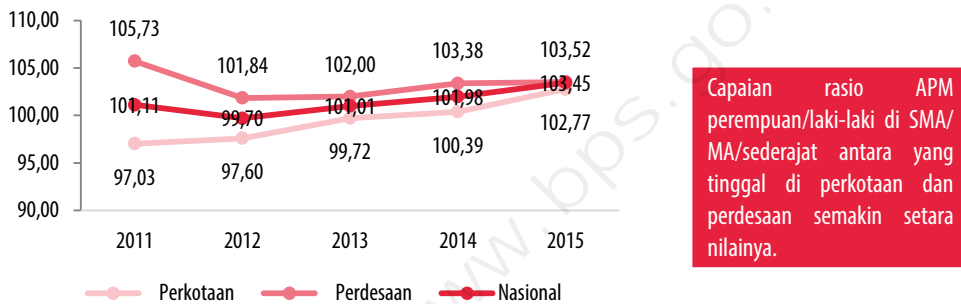 110,00
105,00
100,00
95,00
90,00
105,73
101,84
102,00
103,38
103,52
101,11
99,70
101,01
101,98
103,45
97,03
97,60
99,72
100,39
102,77
2011 2012 2013 2014 2015
Perkotaan Perdesaan Nasional
Capaian rasio APM
perempuan/laki-laki di SMA/
MA/sederajat antara yang
tinggal di perkotaan dan
perdesaan semakin setara
nilainya.
www.bps.go.